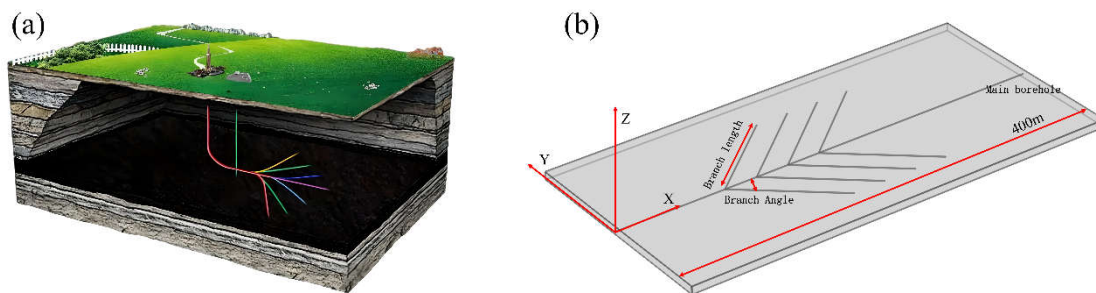 (a)
(b)
Z
Y
X
Branch length
Branch Angle
Main borehole
400m